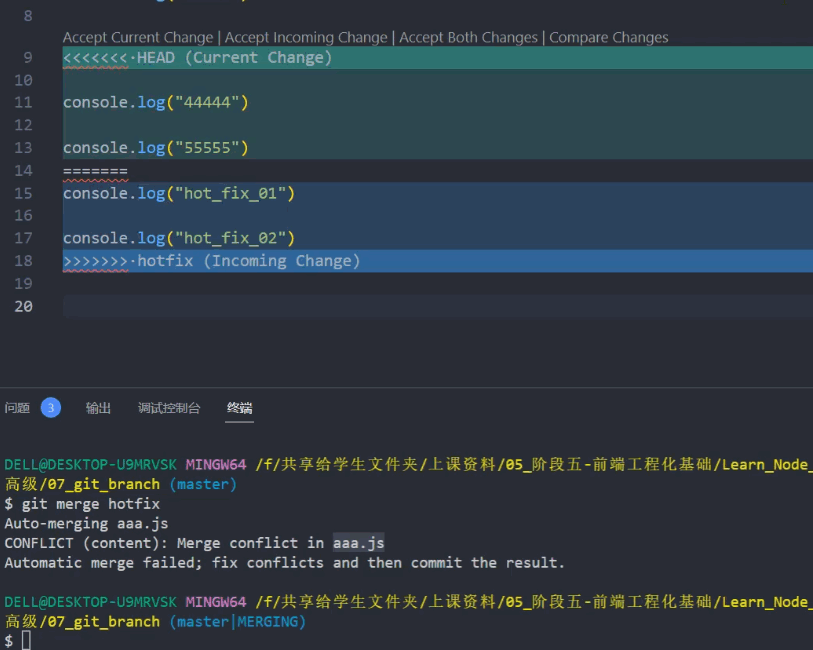 8
Accept Current Change | Accept Incoming Change | Accept Both Changes | Compare Changes
9 <<<<<<< HEAD (Current Change)
10
11 console.log("44444")
12
13 console.log("55555")
14 =======
15 console.log("hot_fix_01")
16
17 console.log("hot_fix_02")
18 >>>>>>> hotfix (Incoming Change)
19
20
问题 3 输出 调试控制台 终端
DELL@DESKTOP-U9MRVSK MINGW64 /f/共享给学生文件夹/上课资料/05_阶段五-前端工程化基础/Learn_Node_
高级/07_git_branch (master)
$ git merge hotfix
Auto-merging aaa.js
CONFLICT (content): Merge conflict in aaa.js
Automatic merge failed; fix conflicts and then commit the result.
DELL@DESKTOP-U9MRVSK MINGW64 /f/共享给学生文件夹/上课资料/05_阶段五-前端工程化基础/Learn_Node_
高级/07_git_branch (master|MERGING)
$